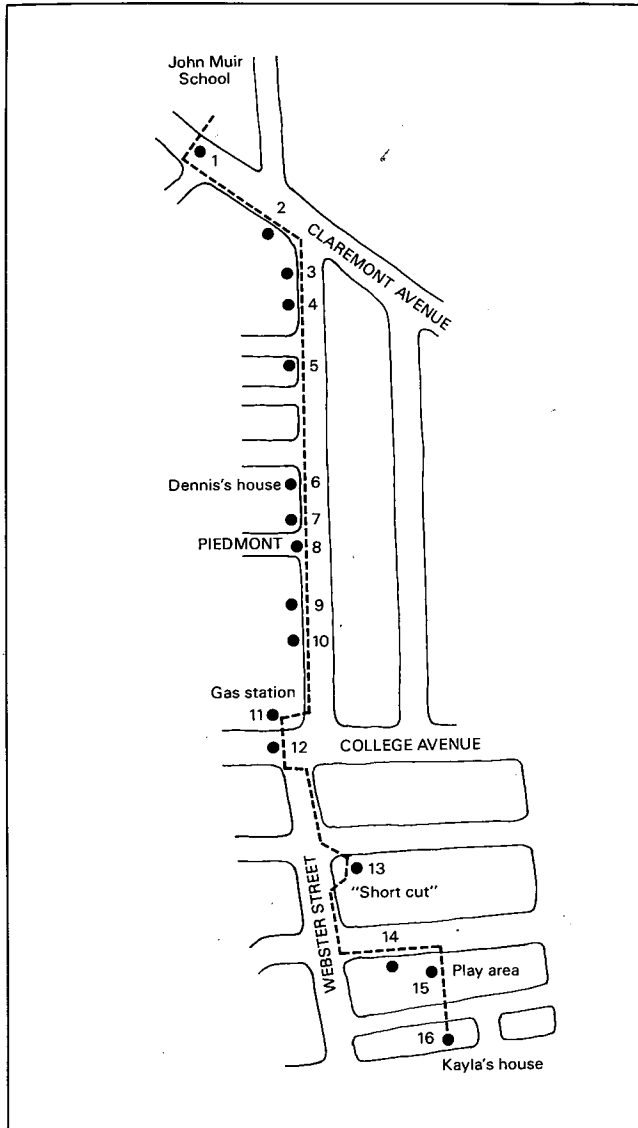 John Muir
School
1
2
CLAREMONT AVENUE
3
4
5
Dennis's house
6
7
PIEDMONT
8
9
10
Gas station
11
12
COLLEGE AVENUE
13
"Short cut"
WEBSTER STREET
14
Play area
15
16
Kayla's house